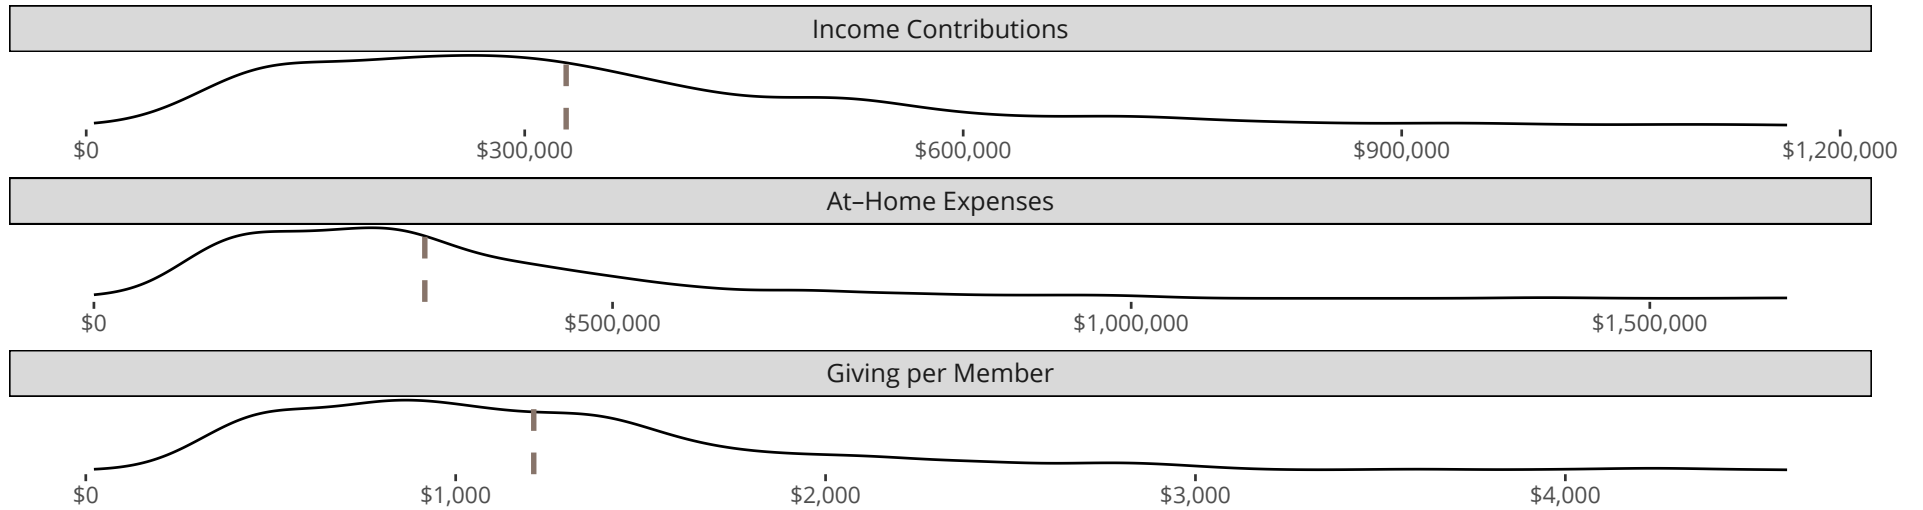 Income Contributions
$0 $300,000 $600,000 $900,000 $1,200,000
At–Home Expenses
$0 $500,000 $1,000,000 $1,500,000
Giving per Member
$0 $1,000 $2,000 $3,000 $4,000